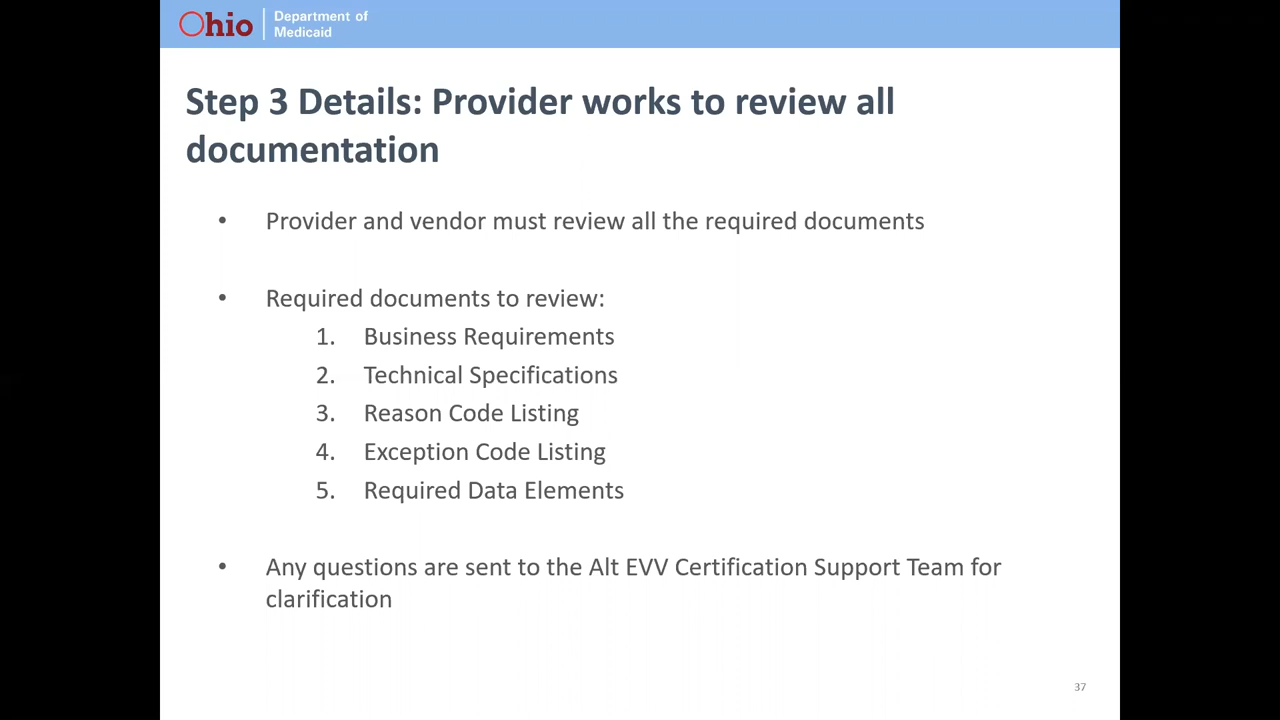 Ohio
Department of
Medicaid
Step 3 Details: Provider works to review all
documentation
• Provider and vendor must review all the required documents
• Required documents to review:
1. Business Requirements
2. Technical Specifications
3. Reason Code Listing
4. Exception Code Listing
5. Required Data Elements
• Any questions are sent to the Alt EVV Certification Support Team for
clarification
37